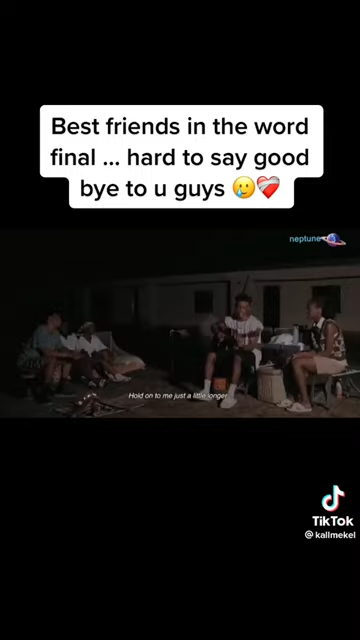 Best friends in the word
final ... hard to say good
bye to u guys 🥲❤️‍🩹
neptune
Hold on to me just a little longer
TikTok
@ kallmekel